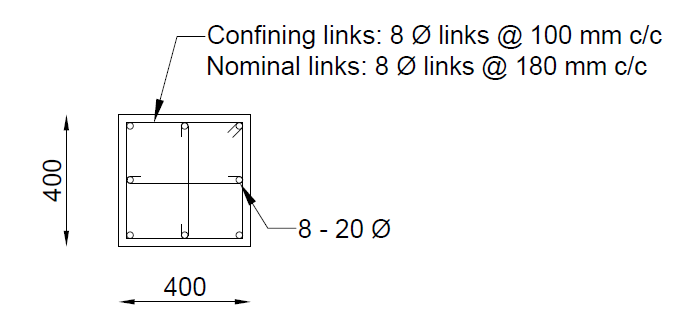 Confining links: 8 Ø links @ 100 mm c/c
Nominal links: 8 Ø links @ 180 mm c/c
400
8 - 20 Ø
400